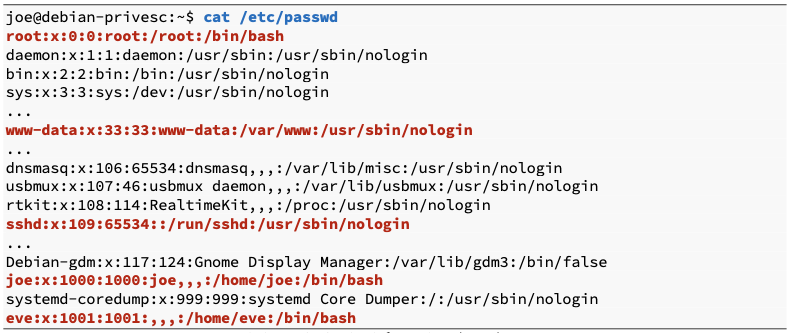 joe@debian-privesc:~$ cat /etc/passwd
root:x:0:0:root:/root:/bin/bash
daemon:x:1:1:daemon:/usr/sbin:/usr/sbin/nologin
bin:x:2:2:bin:/bin:/usr/sbin/nologin
sys:x:3:3:sys:/dev:/usr/sbin/nologin
...
www-data:x:33:33:www-data:/var/www:/usr/sbin/nologin
...
dnsmasq:x:106:65534:dnsmasq,,,:/var/lib/misc:/usr/sbin/nologin
usbmux:x:107:46:usbmux daemon,,,:/var/lib/usbmux:/usr/sbin/nologin
rtkit:x:108:114:RealtimeKit,,,:/proc:/usr/sbin/nologin
sshd:x:109:65534::/run/sshd:/usr/sbin/nologin
...
Debian-gdm:x:117:124:Gnome Display Manager:/var/lib/gdm3:/bin/false
joe:x:1000:1000:joe,,,:/home/joe:/bin/bash
systemd-coredump:x:999:999:systemd Core Dumper:/:/usr/sbin/nologin
eve:x:1001:1001:,,,:/home/eve:/bin/bash